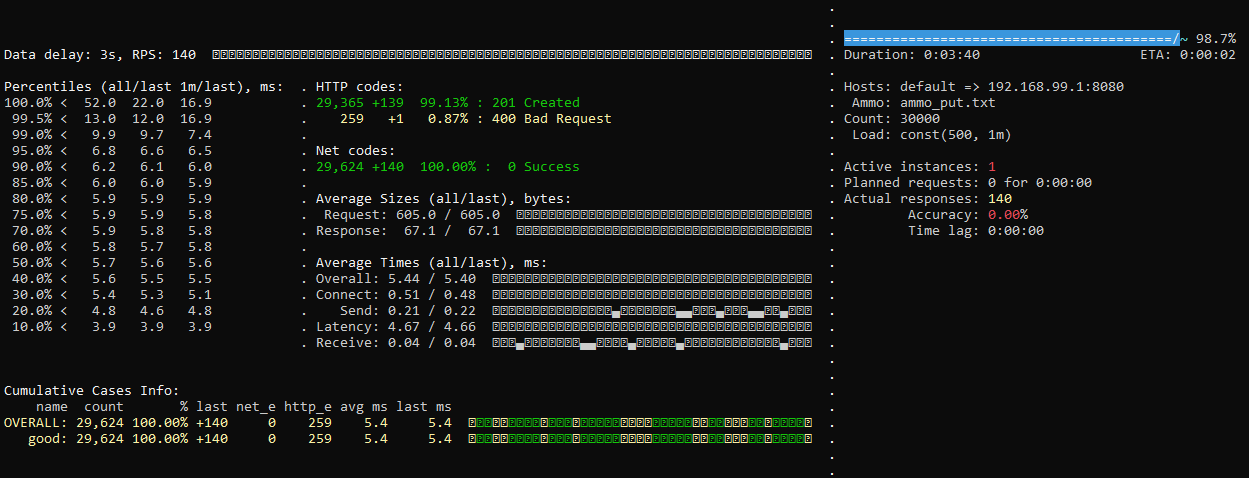 Data delay: 3s, RPS: 140
Percentiles (all/last 1m/last), ms:
100.0% < 52.0 22.0 16.9
99.5% < 13.0 12.0 16.9
99.0% < 9.9 9.7 7.4
95.0% < 6.8 6.6 6.5
90.0% < 6.2 6.1 6.0
85.0% < 6.0 6.0 5.9
80.0% < 5.9 5.9 5.9
75.0% < 5.9 5.9 5.8
70.0% < 5.9 5.8 5.8
60.0% < 5.8 5.7 5.8
50.0% < 5.7 5.6 5.6
40.0% < 5.6 5.5 5.5
30.0% < 5.4 5.3 5.1
20.0% < 4.8 4.6 4.8
10.0% < 3.9 3.9 3.9
. HTTP codes:
. 29,365 +139 99.13% : 201 Created
. 259 +1 0.87% : 400 Bad Request
. Net codes:
. 29,624 +140 100.00% : 0 Success
. Average Sizes (all/last), bytes:
. Request: 605.0 / 605.0
. Response: 67.1 / 67.1
. Average Times (all/last), ms:
. Overall: 5.44 / 5.40
. Connect: 0.51 / 0.48
. Send: 0.21 / 0.22
. Latency: 4.67 / 4.66
. Receive: 0.04 / 0.04
Cumulative Cases Info:
name count % last net_e http_e avg ms last ms
OVERALL: 29,624 100.00% +140 0 259 5.4 5.4
good: 29,624 100.00% +140 0 259 5.4 5.4
. =========================================/~ 98.7%
. Duration: 0:03:40 ETA: 0:00:02
. Hosts: default => 192.168.99.1:8080
. Ammo: ammo_put.txt
. Count: 30000
. Load: const(500, 1m)
. Active instances: 1
. Planned requests: 0 for 0:00:00
. Actual responses: 140
. Accuracy: 0.00%
. Time lag: 0:00:00